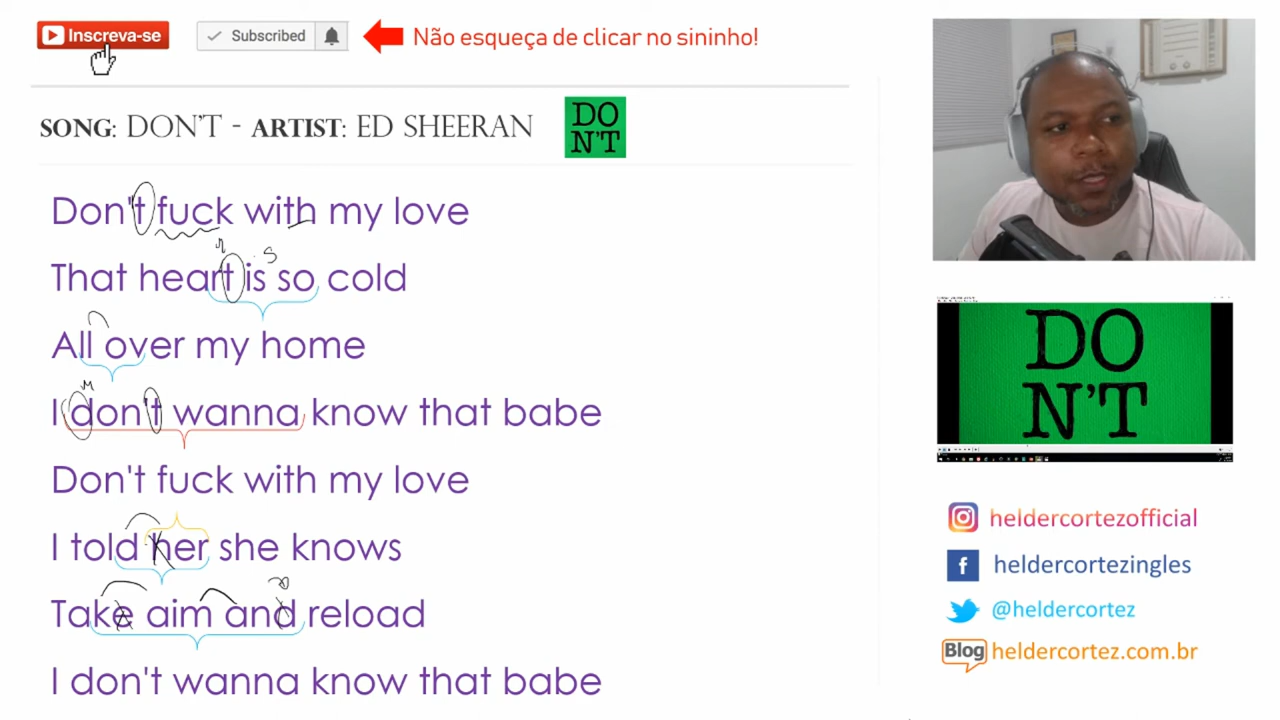 Inscreva-se
Subscribed
Não esqueça de clicar no sininho!
SONG: DON'T - ARTIST: ED SHEERAN
DO
N'T
Don't fuck with my love
That heart is so cold
All over my home
I don't wanna know that babe
Don't fuck with my love
I told her she knows
Take aim and reload
I don't wanna know that babe
DO
N'T
heldercortezofficial
heldercortezingles
@heldercortez
Blog heldercortez.com.br